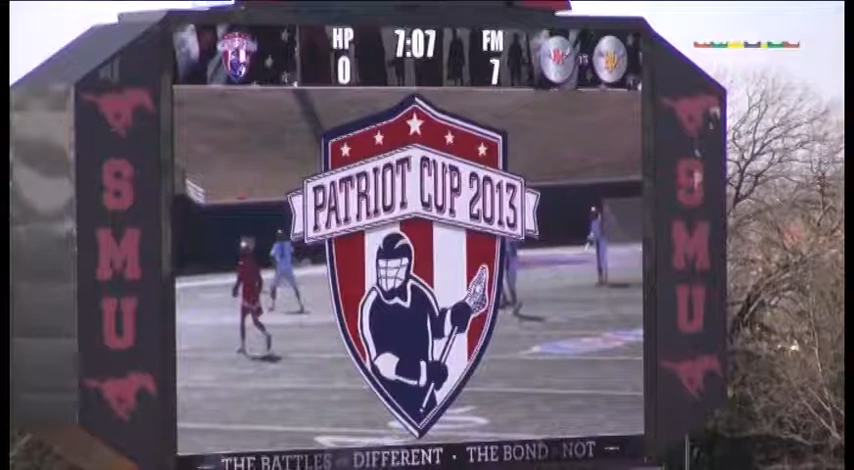 HP 7:07 FM
0 7
PATRIOT CUP 2013
SMU
SMU
THE BATTLES DIFFERENT · THE BOND NOT